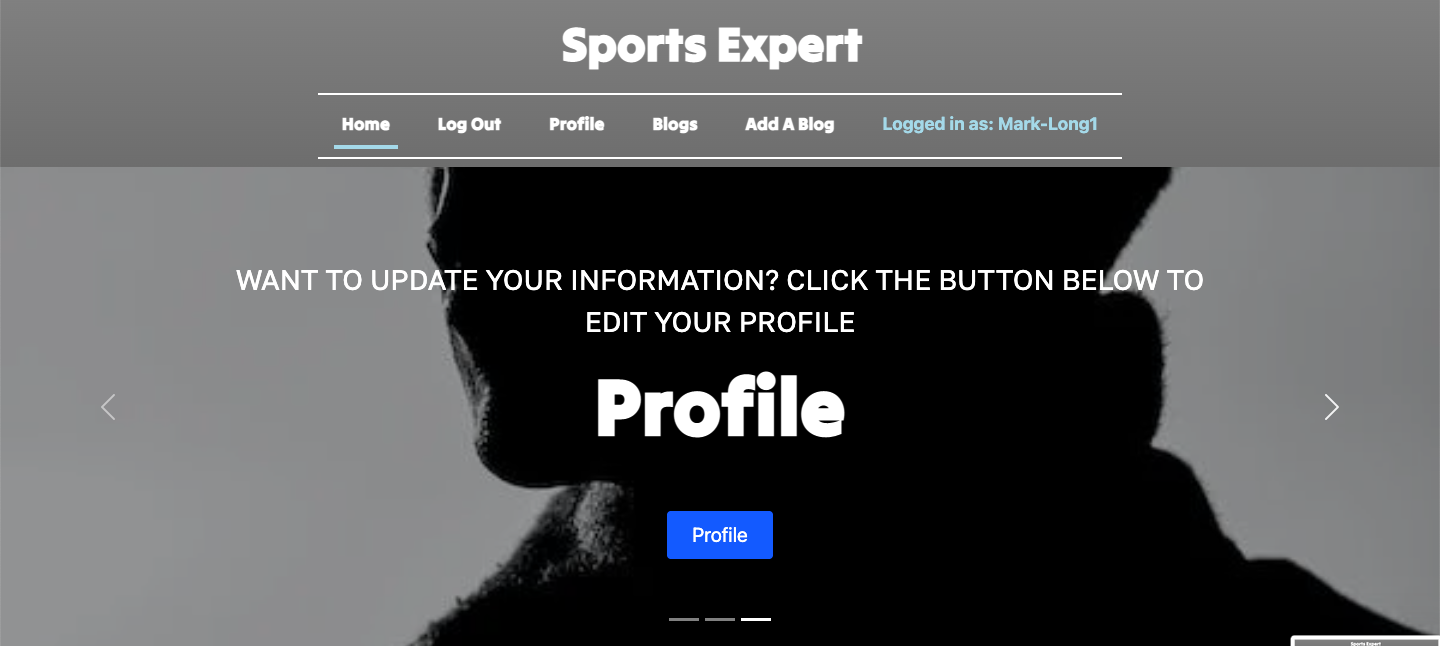 Sports Expert
Home Log Out Profile Blogs Add A Blog Logged in as: Mark-Long1
WANT TO UPDATE YOUR INFORMATION? CLICK THE BUTTON BELOW TO
EDIT YOUR PROFILE
Profile
Profile
Sports Expert